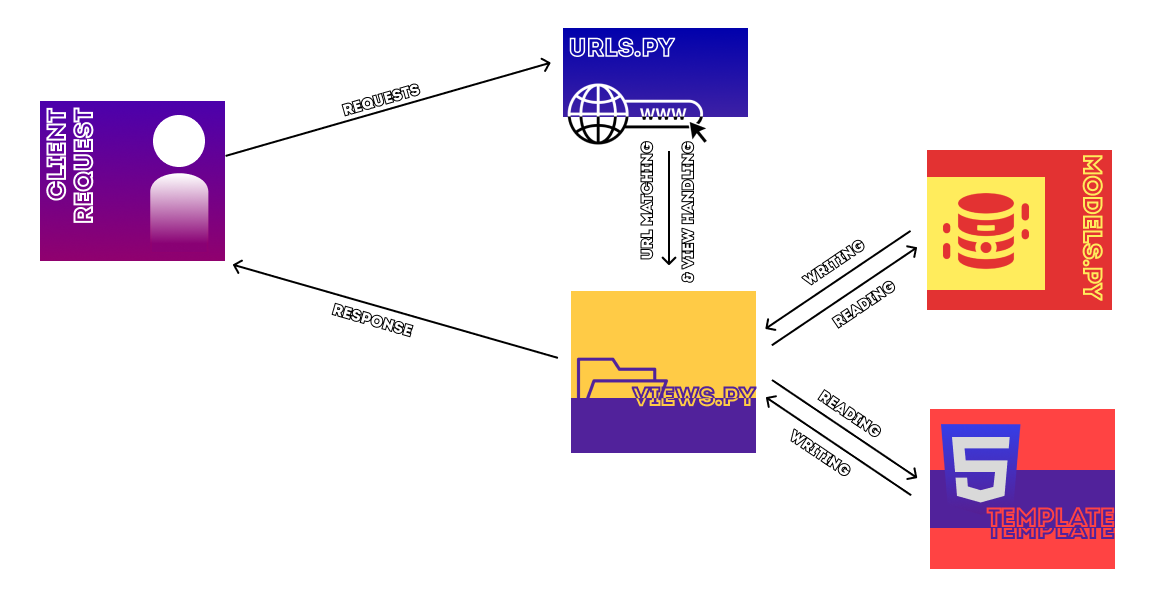 CLIENT
REQUEST
REQUESTS
URLS.PY
WWW
URL MATCHING
& VIEW HANDLING
MODELS.PY
WRITING
READING
RESPONSE
VIEWS.PY
READING
WRITING
5
TEMPLATE
TEMPLATE